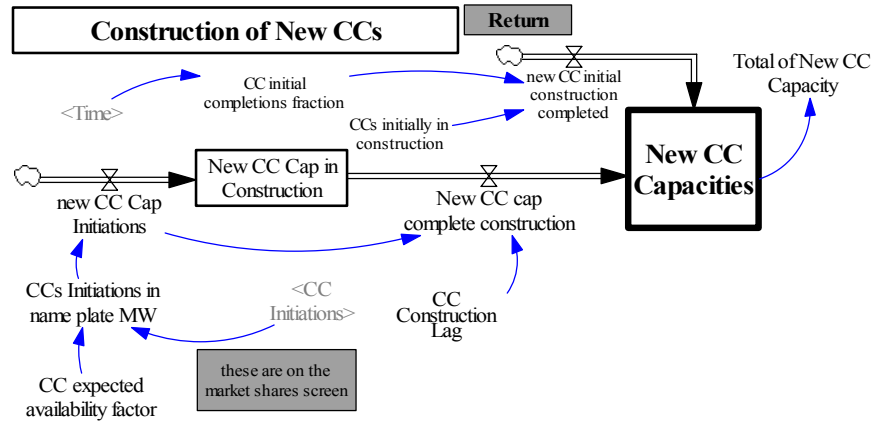 Construction of New CCs
Return
<Time>
CC initial
completions fraction
new CC initial
construction
completed
CCs initially in
construction
Total of New CC
Capacity
New CC Cap in
Construction
New CC
Capacities
new CC Cap
Initiations
New CC cap
complete construction
CCs Initiations in
name plate MW
<CC
Initiations>
CC
Construction
Lag
these are on the
market shares screen
CC expected
availability factor